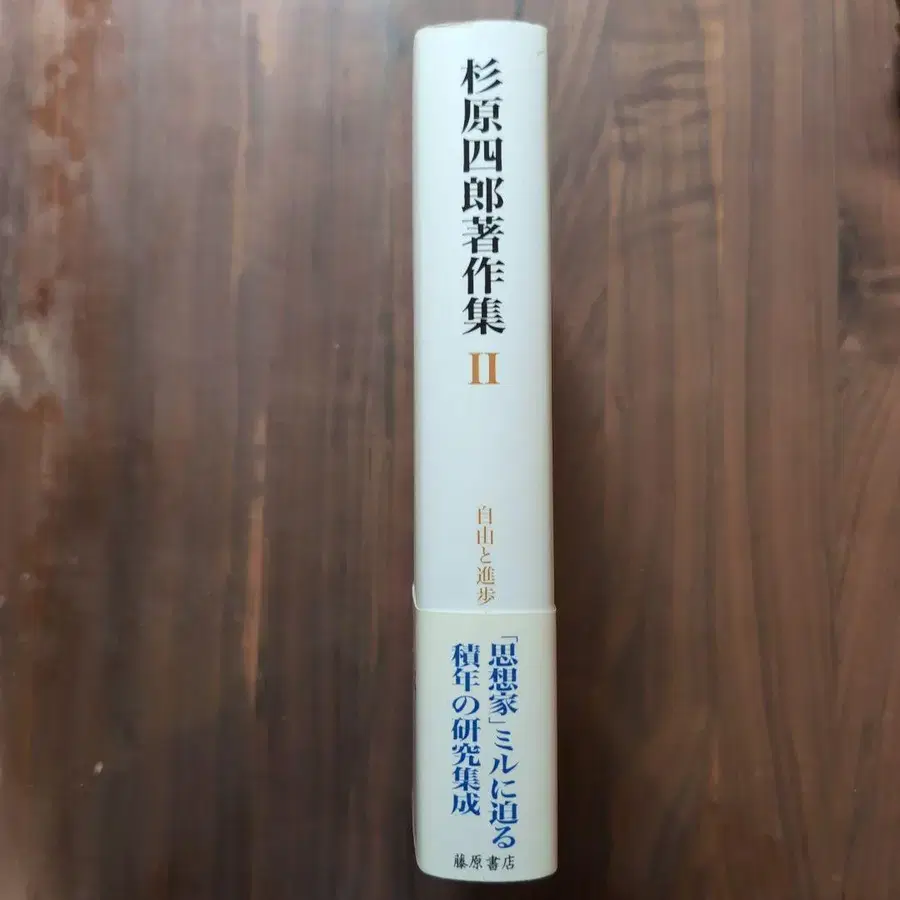 杉原四郎著作集 II
自由と進歩
「思想家」ミルに迫る
積年の研究集成
藤原書店